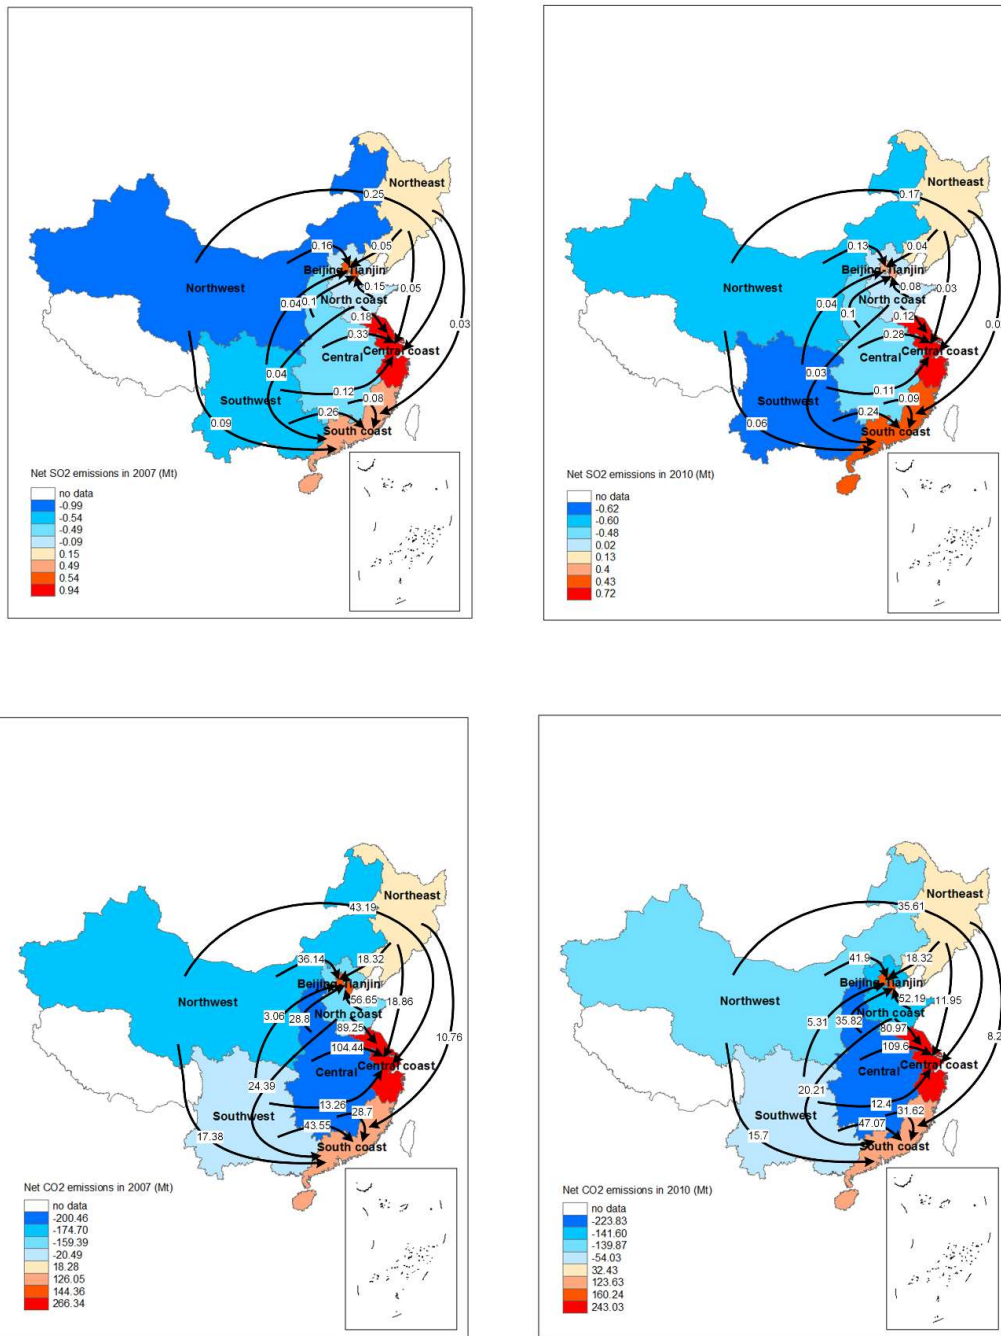 Northeast
0.25
0.16
0.05
Beijing-Tianjin
Northwest
0.15
0.05
North coast
0.04
0.1
0.18
0.03
0.33
Central
Central coast
0.04
Southwest
0.12
0.08
0.09
0.26
South coast
Net SO2 emissions in 2007 (Mt)
no data
-0.99
-0.54
-0.49
-0.09
0.15
0.49
0.54
0.94
Northeast
0.17
0.13
0.04
Beijing-Tianjin
Northwest
0.08
0.03
North coast
0.04
0.1
0.12
0.28
Central
Central coast
0.03
Southwest
0.11
0.09
0.06
0.24
South coast
Net SO2 emissions in 2010 (Mt)
no data
-0.62
-0.60
-0.48
0.02
0.13
0.4
0.43
0.72
Northeast
43.19
36.14
18.32
Beijing-Tianjin
Northwest
56.65
18.86
North coast
3.06
28.8
89.25
10.76
104.44
Central
Central coast
24.39
Southwest
13.26
28.7
17.38
43.55
South coast
Net CO2 emissions in 2007 (Mt)
no data
-200.46
-174.70
-159.39
-20.49
18.28
126.05
144.36
266.34
Northeast
35.61
41.9
18.32
Beijing-Tianjin
Northwest
52.19
11.95
North coast
5.31
35.82
80.97
8.2
109.6
Central
Central coast
20.21
Southwest
12.4
31.62
15.7
47.07
South coast
Net CO2 emissions in 2010 (Mt)
no data
-223.83
-141.60
-139.87
-54.03
32.43
123.63
160.24
243.03